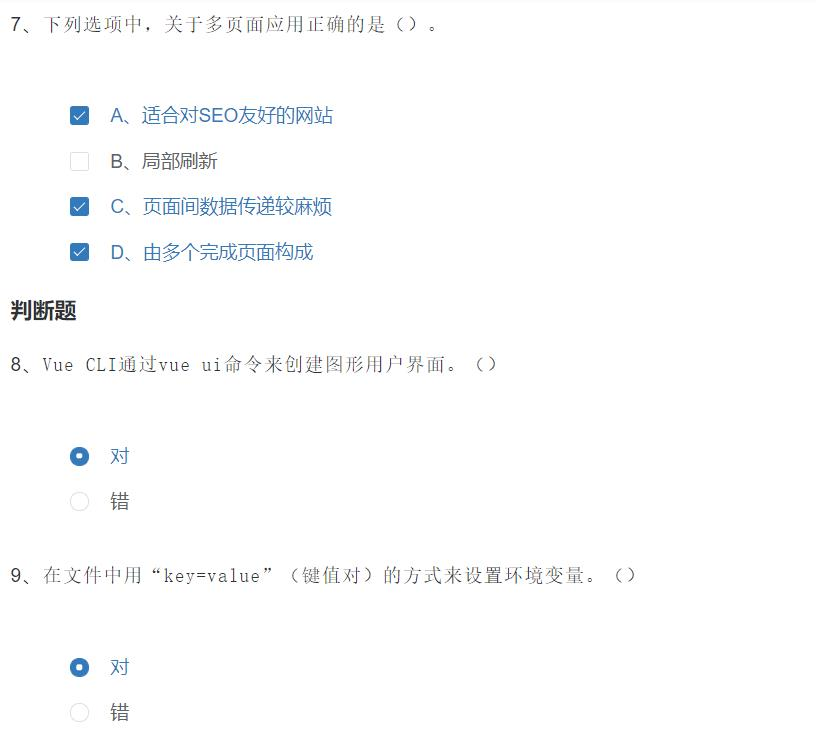 7、下列选项中，关于多页面应用正确的是（）。
A、适合对SEO友好的网站
B、局部刷新
C、页面间数据传递较麻烦
D、由多个完成页面构成
判断题
8、Vue CLI通过vue ui命令来创建图形用户界面。（）
对
错
9、在文件中用“key=value”（键值对）的方式来设置环境变量。（）
对
错